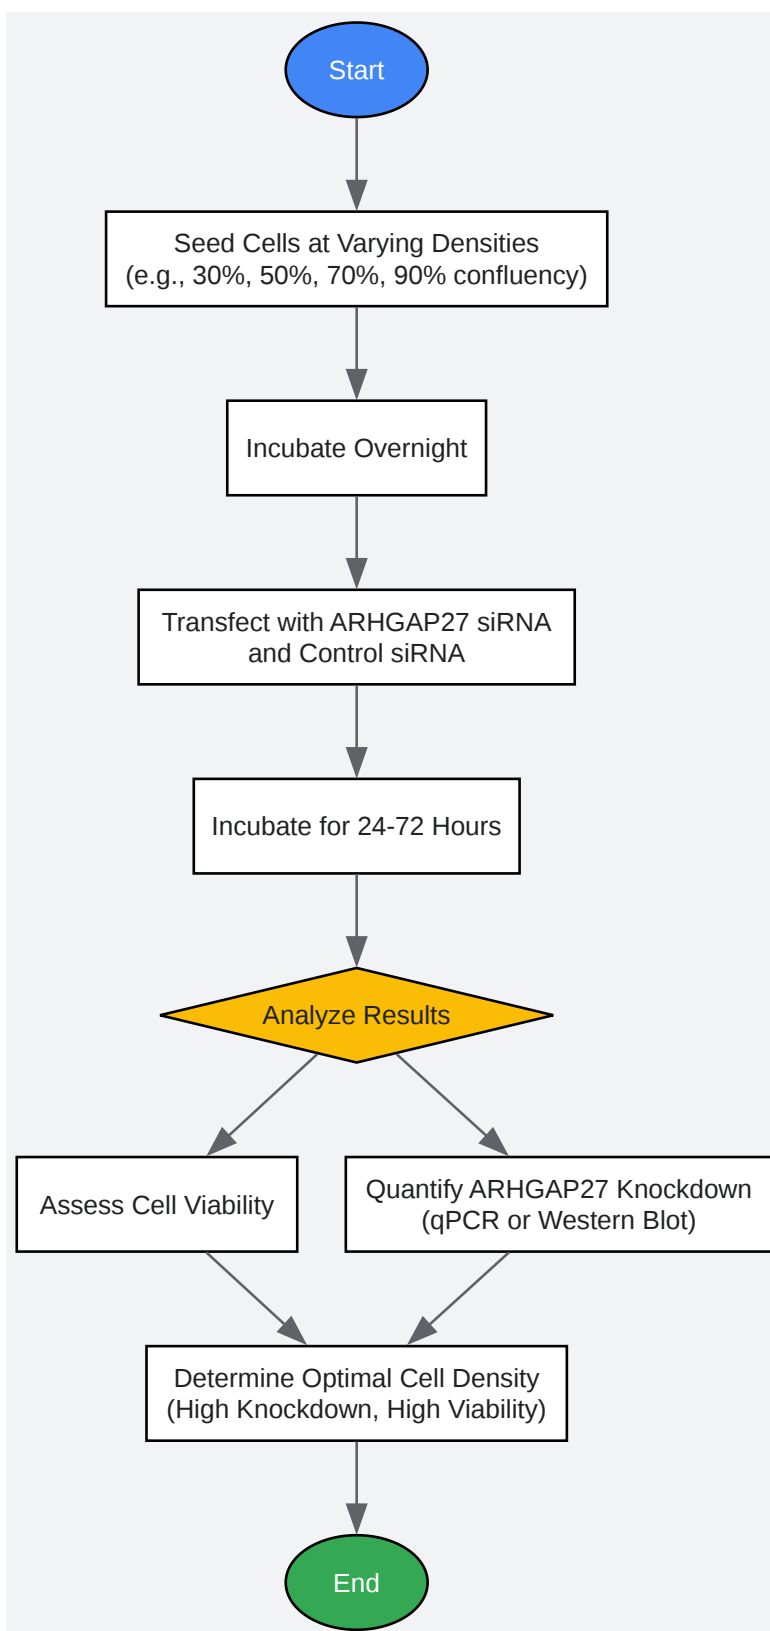 Start
Seed Cells at Varying Densities
(e.g., 30%, 50%, 70%, 90% confluency)
Incubate Overnight
Transfect with ARHGAP27 siRNA
and Control siRNA
Incubate for 24-72 Hours
Analyze Results
Assess Cell Viability
Quantify ARHGAP27 Knockdown
(qPCR or Western Blot)
Determine Optimal Cell Density
(High Knockdown, High Viability)
End